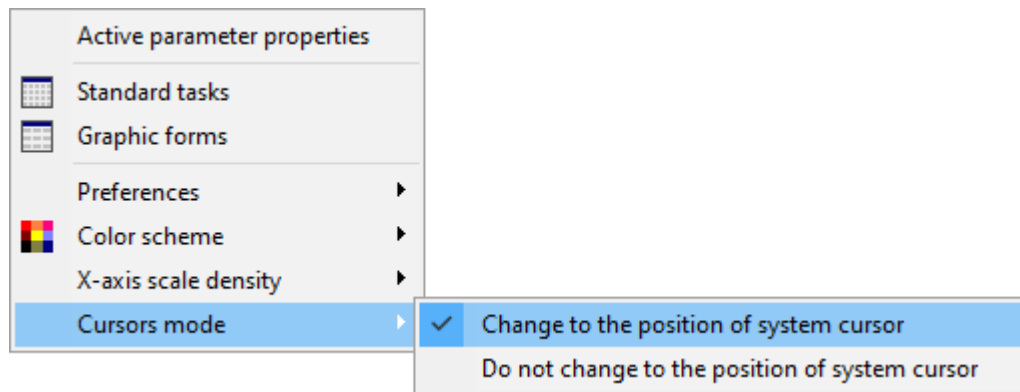 Active parameter properties
Standard tasks
Graphic forms
Preferences
Color scheme
X-axis scale density
Cursors mode
Change to the position of system cursor
Do not change to the position of system cursor